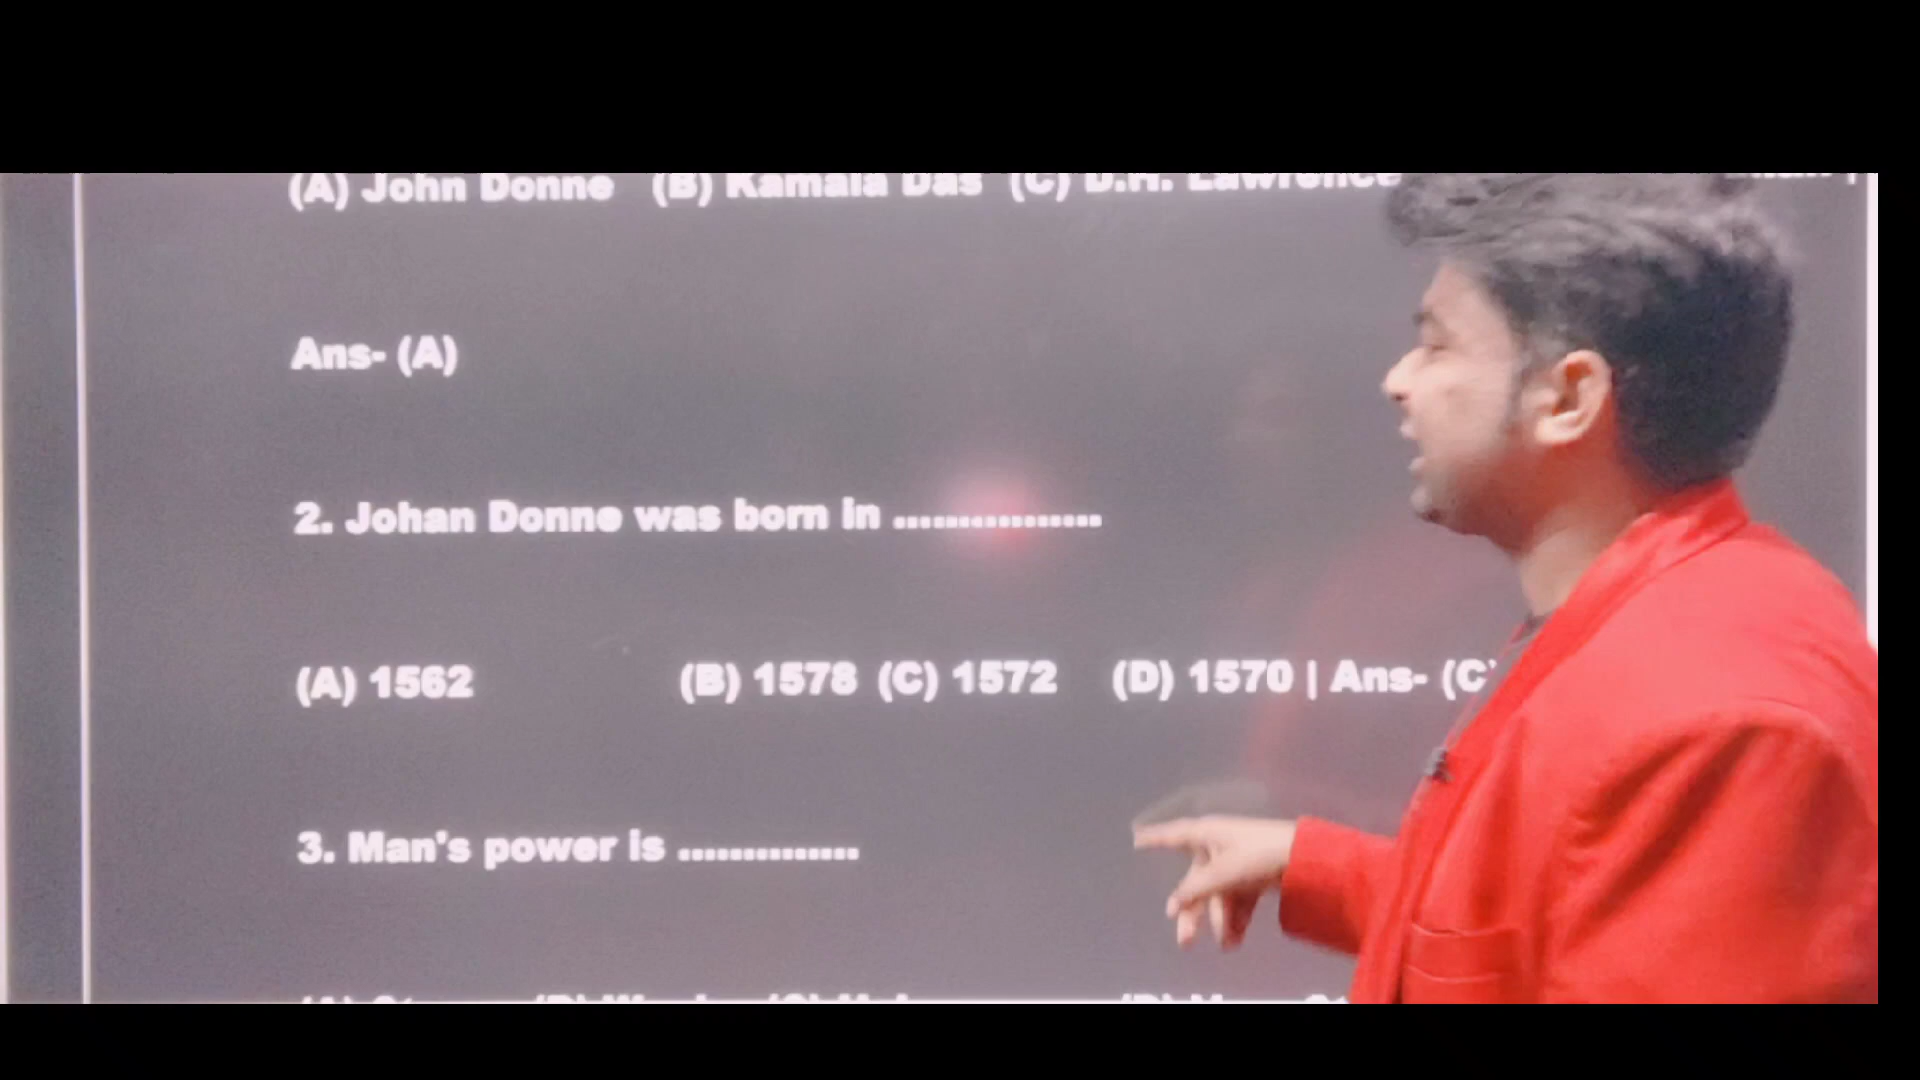 (A) John Donne (B) Kamala Das (C) D.H. Lawrence
Ans- (A)
2. Johan Donne was born in ................
(A) 1562 (B) 1578 (C) 1572 (D) 1570 | Ans- (C)
3. Man's power is ..............